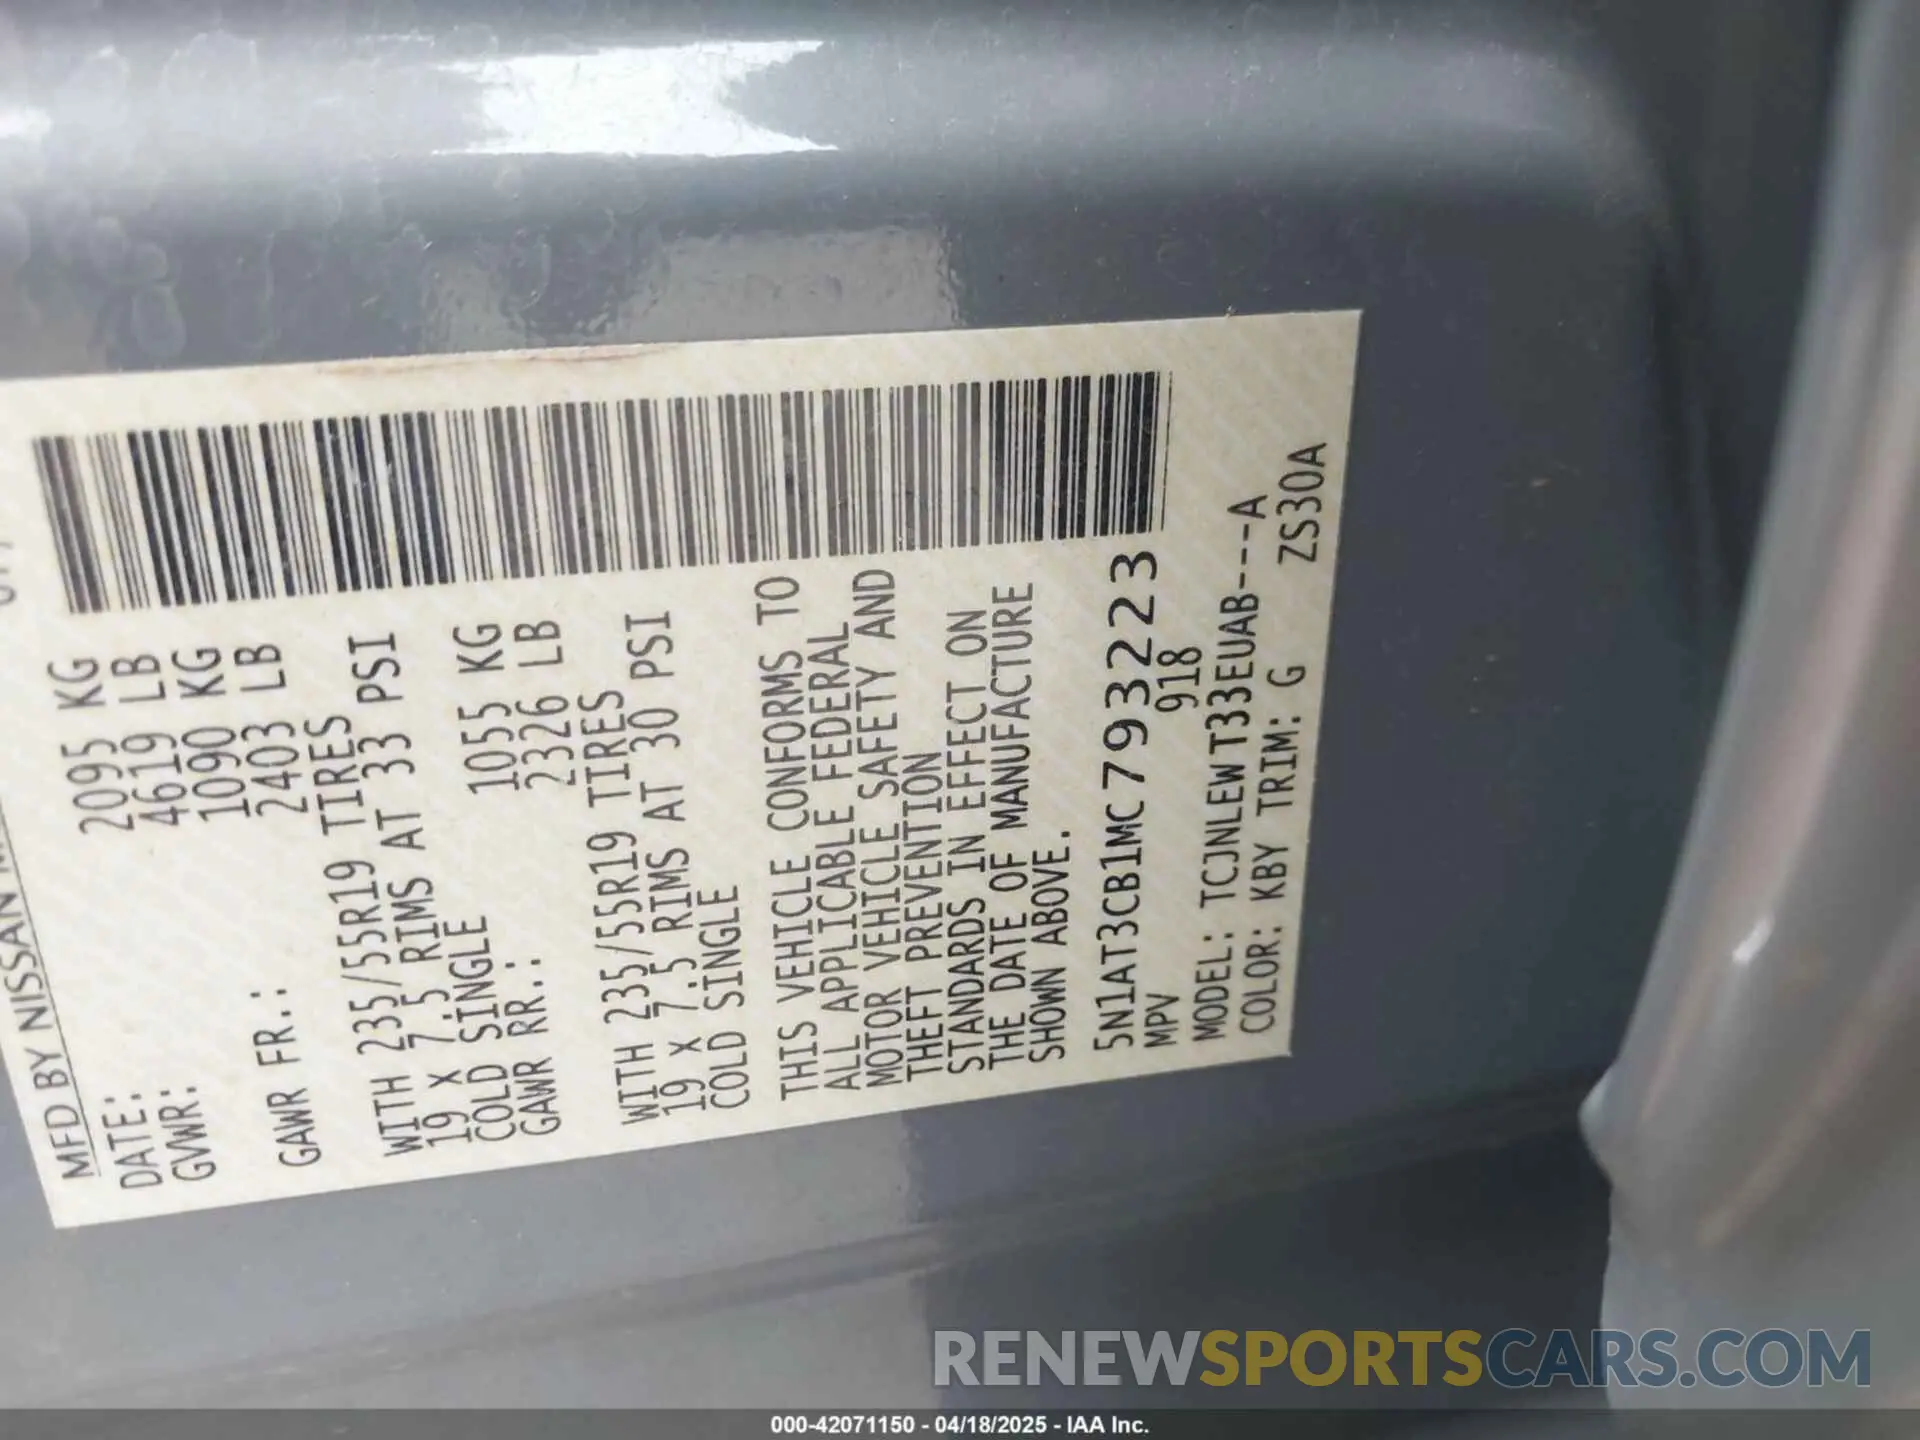 MFD BY NISSAN
DATE:
GVWR: 2095 KG
4619 LB
GAWR FR.: 1090 KG
2403 LB
WITH 235/55R19 TIRES
19 X 7.5 RIMS AT 33 PSI
COLD SINGLE
GAWR RR.: 1055 KG
2326 LB
WITH 235/55R19 TIRES
19 X 7.5 RIMS AT 30 PSI
COLD SINGLE
THIS VEHICLE CONFORMS TO
ALL APPLICABLE FEDERAL
MOTOR VEHICLE SAFETY AND
THEFT PREVENTION
STANDARDS IN EFFECT ON
THE DATE OF MANUFACTURE
SHOWN ABOVE.
5N1AT3CB1MC793223
MPV 918
MODEL: TCJNLEWT33EUAB---A
COLOR: KBY TRIM: G ZS30A
RENEWSPORTSCARS.COM
000-42071150 - 04/18/2025 - IAA Inc.